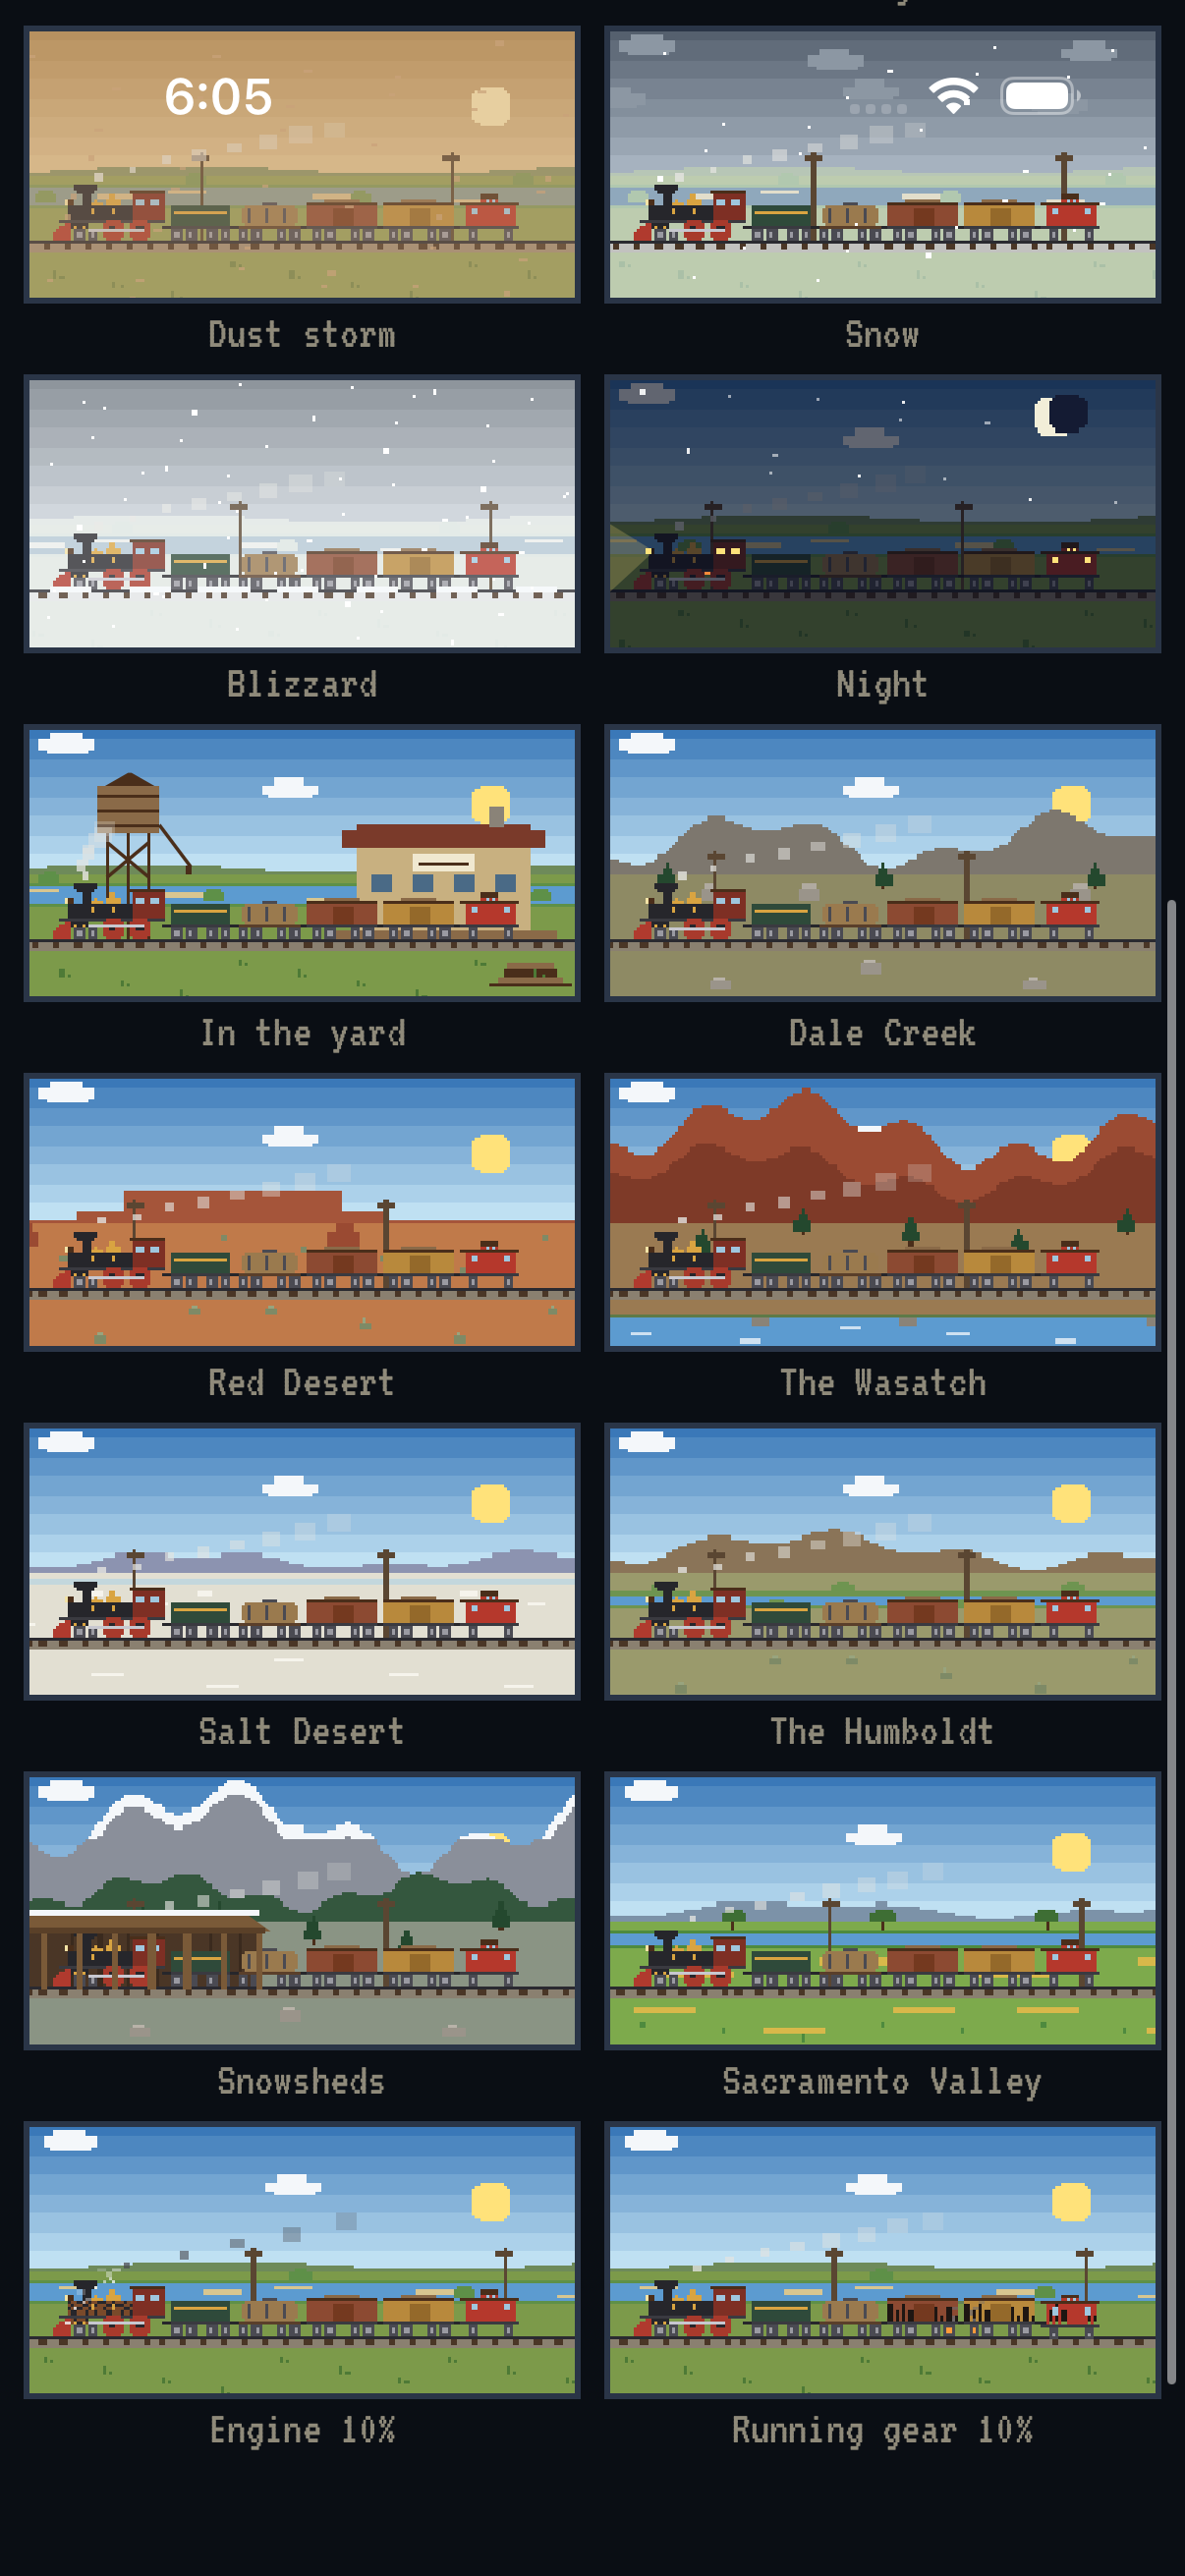 6:05
Dust storm
Snow
Blizzard
Night
In the yard
Dale Creek
Red Desert
The Wasatch
Salt Desert
The Humboldt
Snowsheds
Sacramento Valley
Engine 10%
Running gear 10%